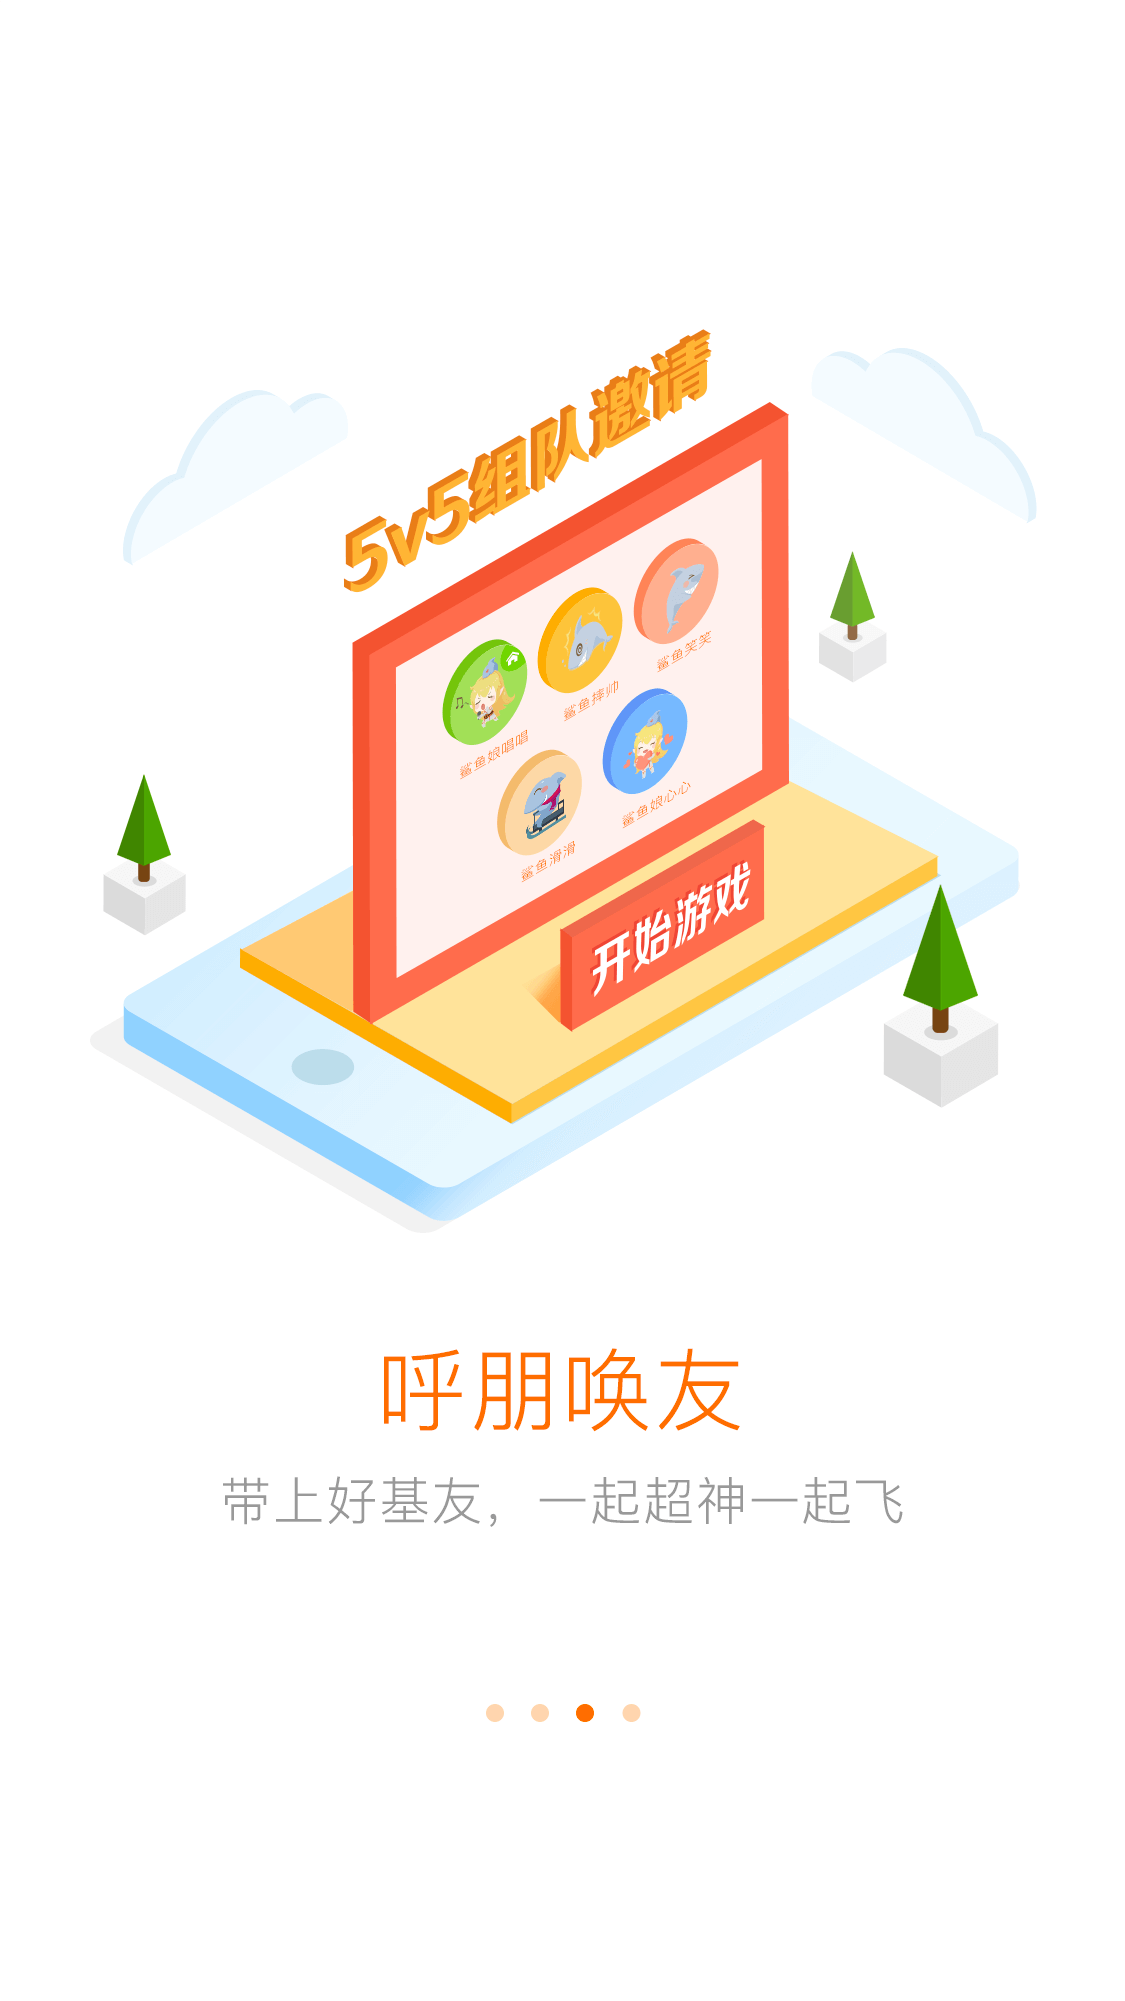 5v5组队邀请
鲨鱼娘唱唱
鲨鱼摔帅
鲨鱼笑笑
鲨鱼滑滑
鲨鱼娘心心
开始游戏
呼朋唤友
带上好基友，一起超神一起飞